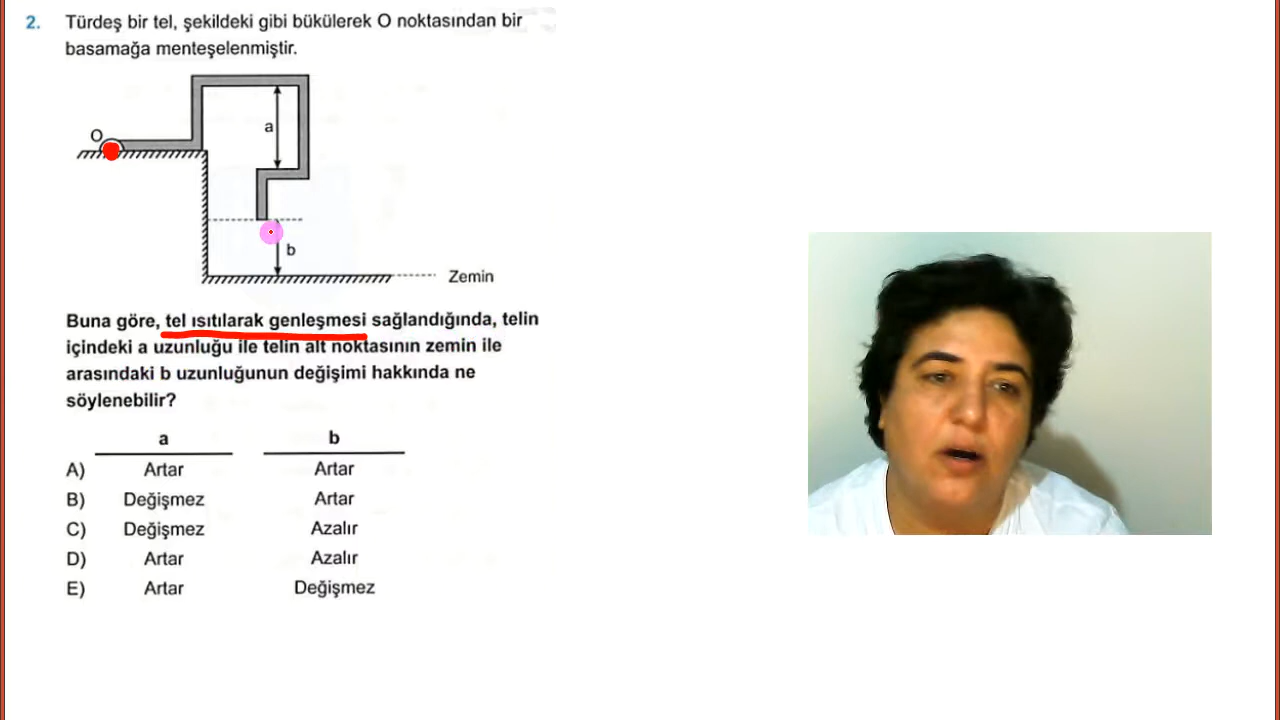 2. Türdeş bir tel, şekildeki gibi bükülerek O noktasından bir
basamağa menteşelenmiştir.
O
a
b
Zemin
Buna göre, tel ısıtılarak genleşmesi sağlandığında, telin
içindeki a uzunluğu ile telin alt noktasının zemin ile
arasındaki b uzunluğunun değişimi hakkında ne
söylenebilir?
a b
A) Artar Artar
B) Değişmez Artar
C) Değişmez Azalır
D) Artar Azalır
E) Artar Değişmez